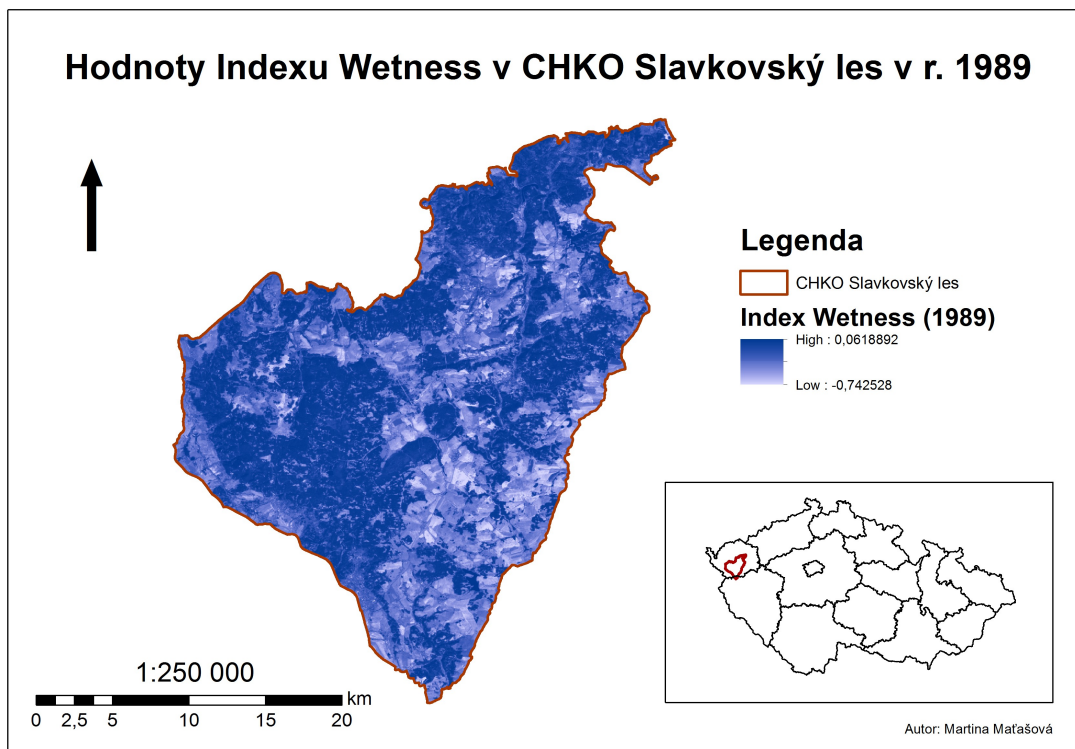 Hodnoty Indexu Wetness v CHKO Slavkovský les v r. 1989
Legenda
CHKO Slavkovský les
Index Wetness (1989)
High : 0,0618892
Low : -0,742528
1:250 000
km
0 2,5 5 10 15 20
Autor: Martina Maťašová